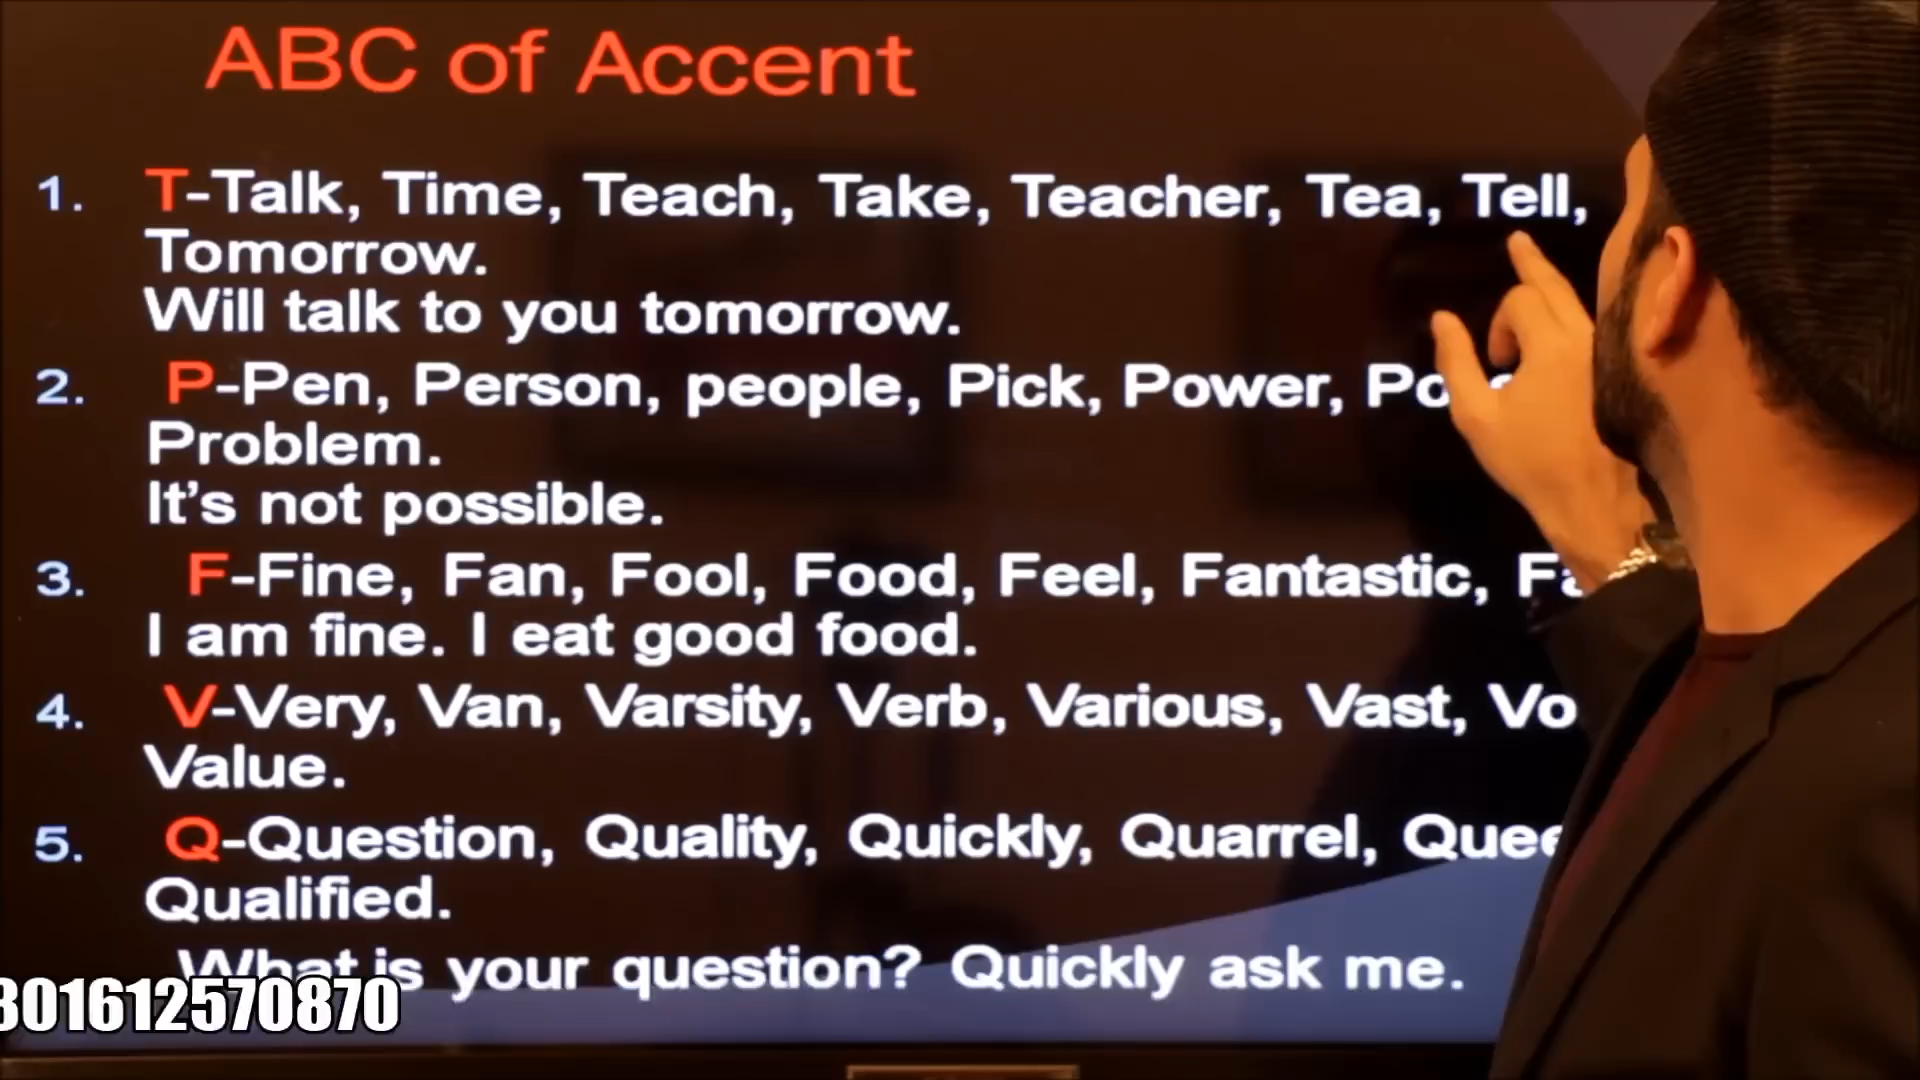 ABC of Accent
1. T-Talk, Time, Teach, Take, Teacher, Tea, Tell,
Tomorrow.
Will talk to you tomorrow.
2. P-Pen, Person, people, Pick, Power,
Problem.
It's not possible.
3. F-Fine, Fan, Fool, Food, Feel, Fantastic,
I am fine. I eat good food.
4. V-Very, Van, Varsity, Verb, Various, Vast,
Value.
5. Q-Question, Quality, Quickly, Quarrel,
Qualified.
What is your question? Quickly ask me.
01612570870